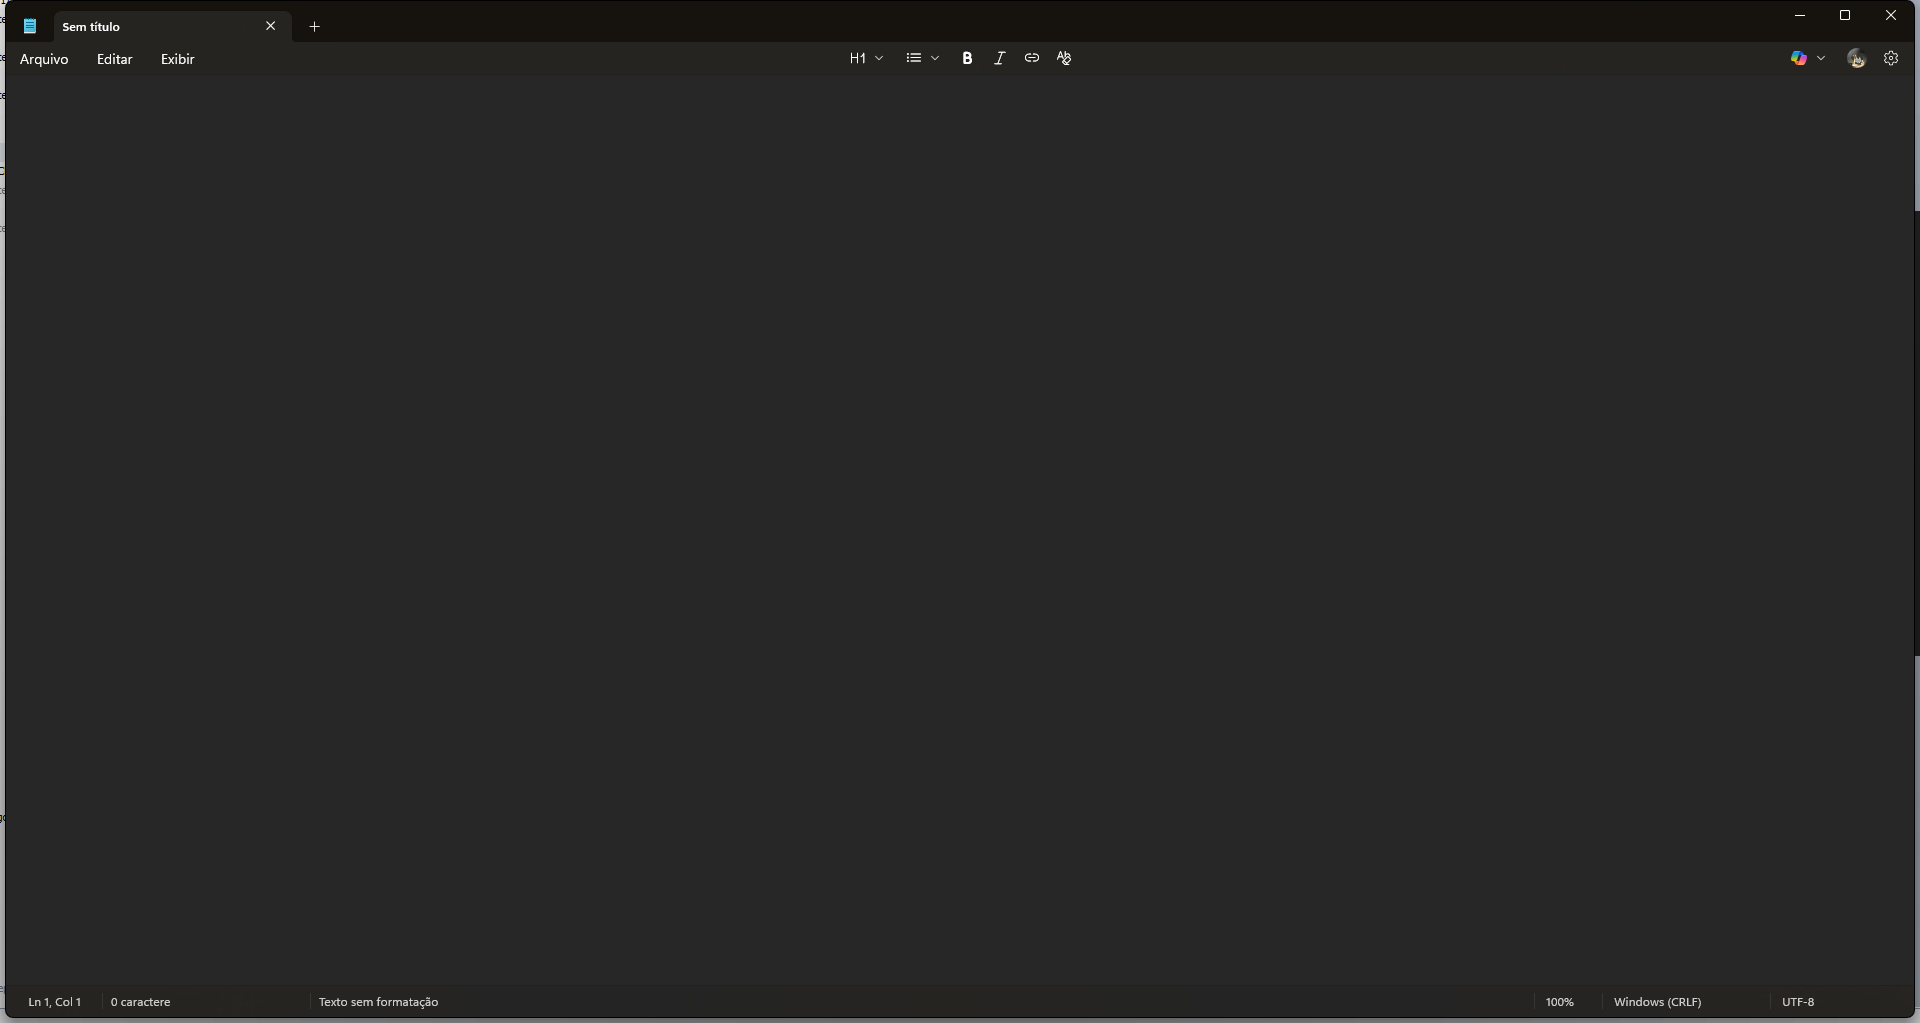 Sem título
Arquivo Editar Exibir
H1
B I
Ln 1, Col 1 0 caractere Texto sem formatação 100% Windows (CRLF) UTF-8